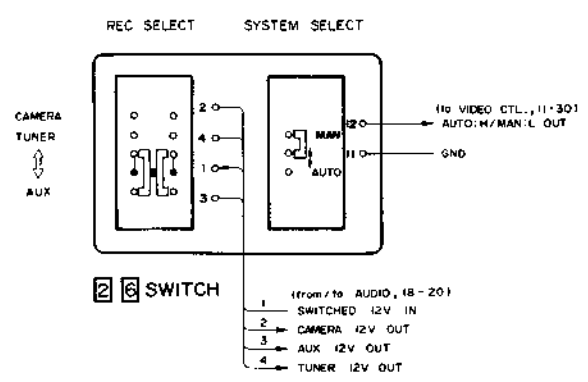 REC SELECT
SYSTEM SELECT
CAMERA
TUNER
AUX
2
4
1
3
12
MAN
11
AUTO
(to VIDEO CTL., 11-30)
AUTO:H/MAN:L OUT
GND
2 6 SWITCH
(from/to AUDIO, 18-20)
1 SWITCHED 12V IN
2 CAMERA 12V OUT
3 AUX 12V OUT
4 TUNER 12V OUT